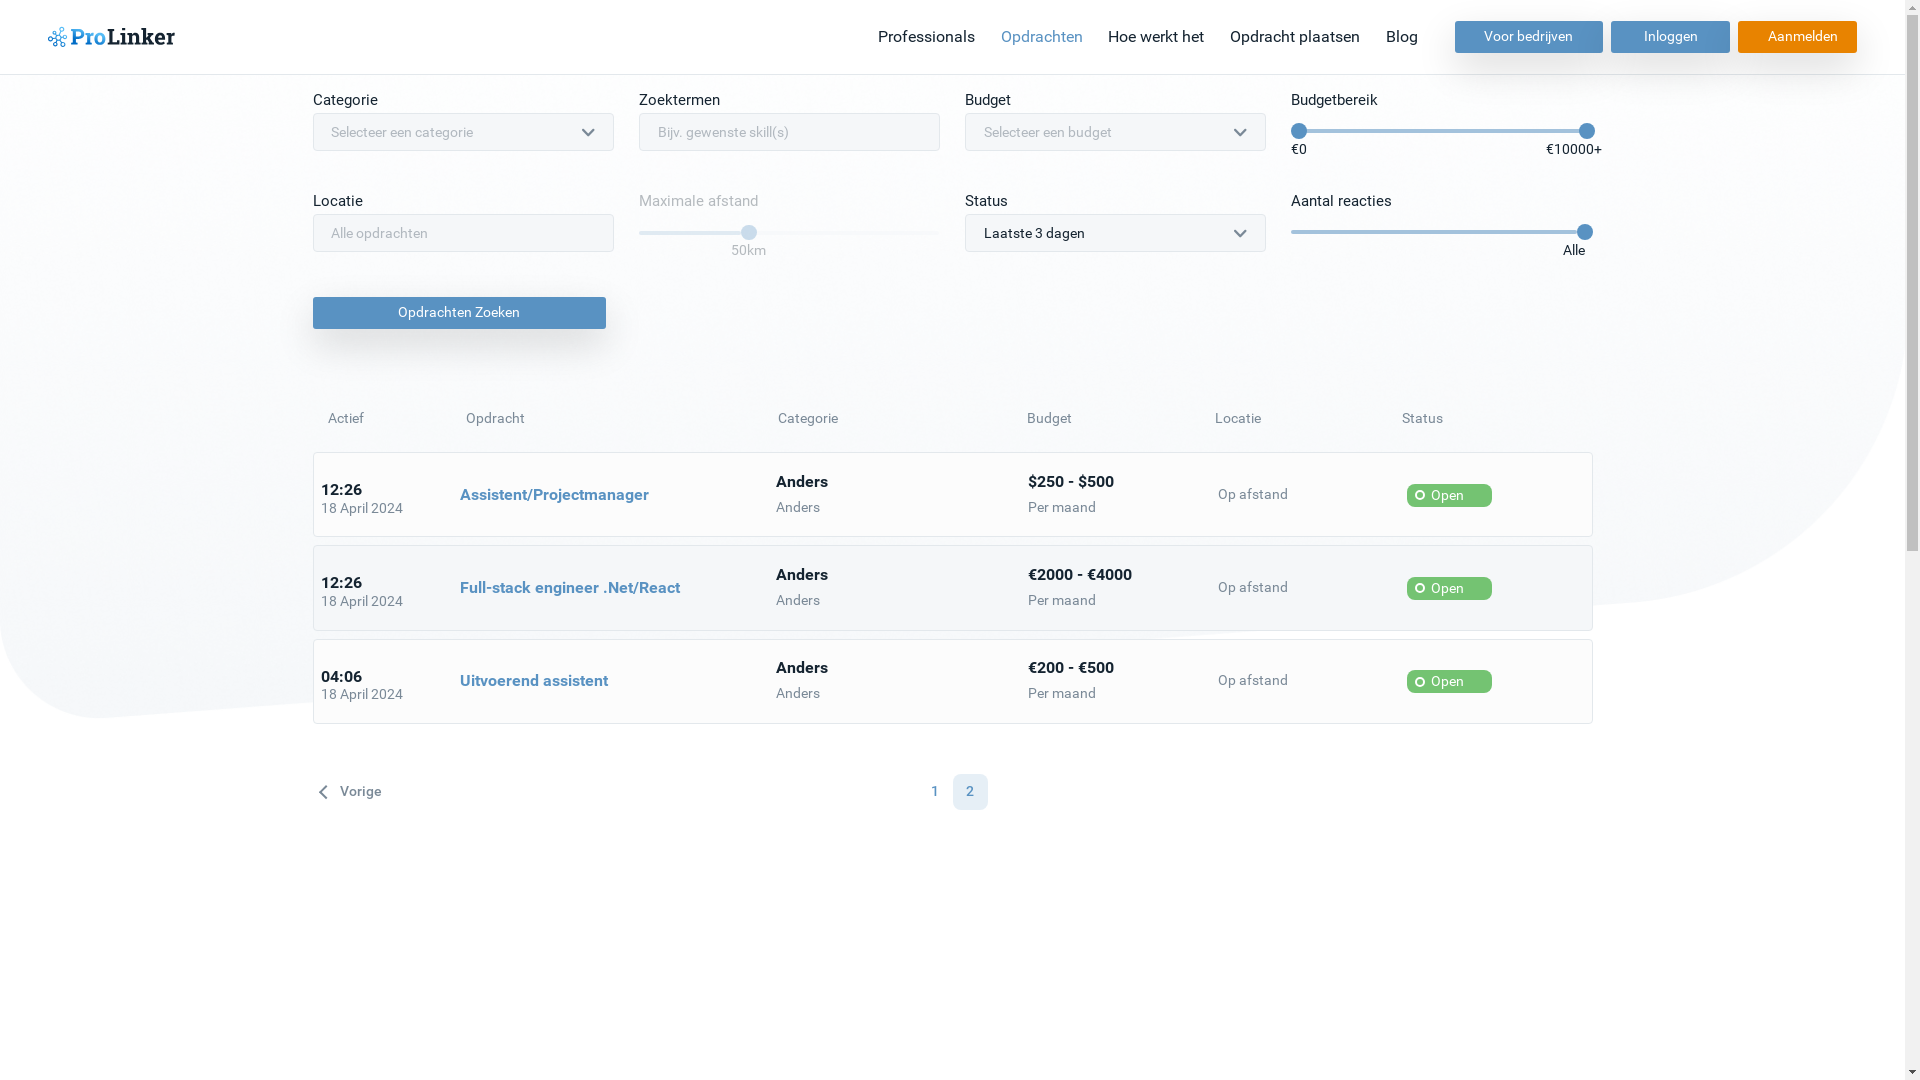 ProLinker
Professionals Opdrachten Hoe werkt het Opdracht plaatsen Blog Voor bedrijven Inloggen Aanmelden
Categorie Zoektermen Budget Budgetbereik
Selecteer een categorie Bijv. gewenste skill(s) Selecteer een budget
€0 €10000+
Locatie Maximale afstand Status Aantal reacties
Alle opdrachten Laatste 3 dagen
50km Alle
Opdrachten Zoeken
Actief Opdracht Categorie Budget Locatie Status
12:26
18 April 2024
Assistent/Projectmanager
Anders
Anders
$250 - $500
Per maand
Op afstand
Open
12:26
18 April 2024
Full-stack engineer .Net/React
Anders
Anders
€2000 - €4000
Per maand
Op afstand
Open
04:06
18 April 2024
Uitvoerend assistent
Anders
Anders
€200 - €500
Per maand
Op afstand
Open
Vorige 1 2